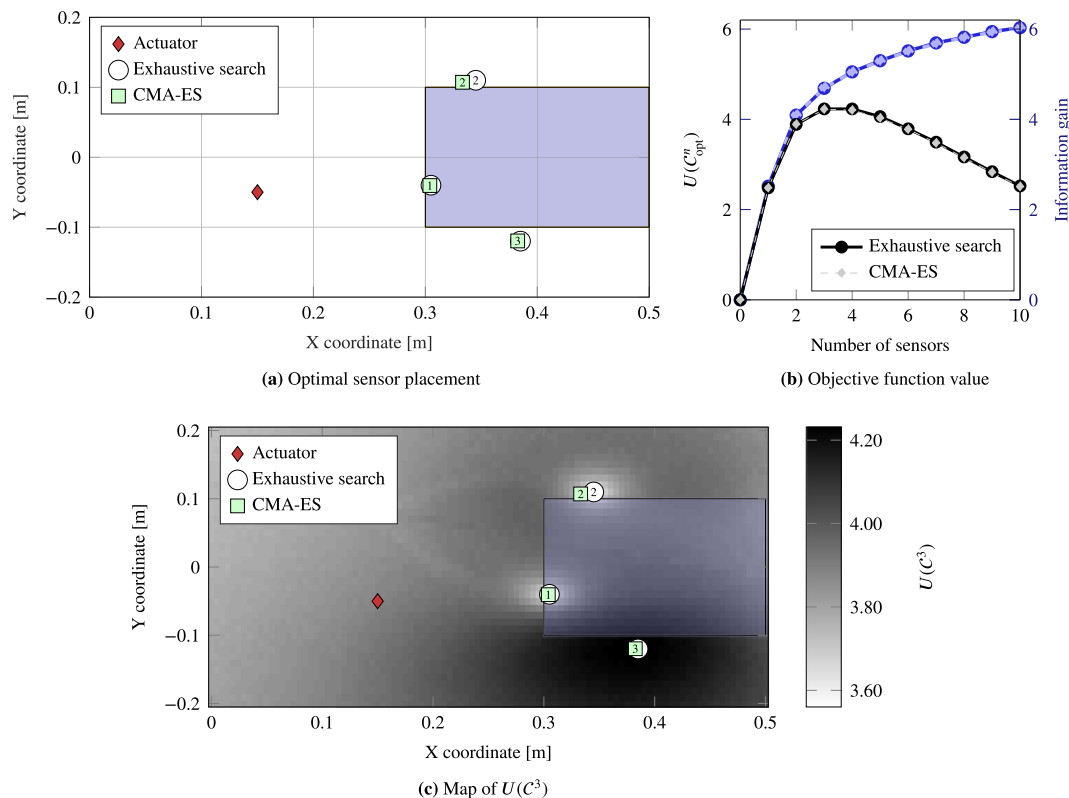 0.2
0.1
0
−0.1
−0.2
Y coordinate [m]
Actuator
Exhaustive search
CMA-ES
2 2
1
3
0 0.1 0.2 0.3 0.4 0.5
X coordinate [m]
(a) Optimal sensor placement
6
4
2
0
U(𝒞ⁿopt)
6
4
2
0
Information gain
Exhaustive search
CMA-ES
0 2 4 6 8 10
Number of sensors
(b) Objective function value
0.2
0.1
0
−0.1
−0.2
Y coordinate [m]
Actuator
Exhaustive search
CMA-ES
2 2
1
3
0 0.1 0.2 0.3 0.4 0.5
X coordinate [m]
4.20
4.00
3.80
3.60
U(𝒞³)
(c) Map of U(𝒞³)